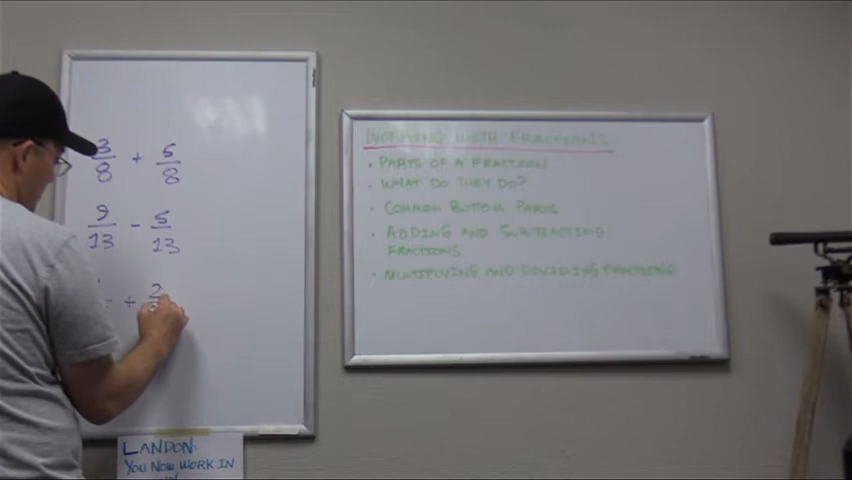 3/8 + 5/8
9/13 - 5/13
+ 2
WORKING WITH FRACTIONS
• PARTS OF A FRACTION
• WHAT DO THEY DO?
• COMMON BOTTOM PARTS
• ADDING AND SUBTRACTING
FRACTIONS
• MULTIPLYING AND DIVIDING FRACTIONS
LANDON:
YOU NOW WORK IN